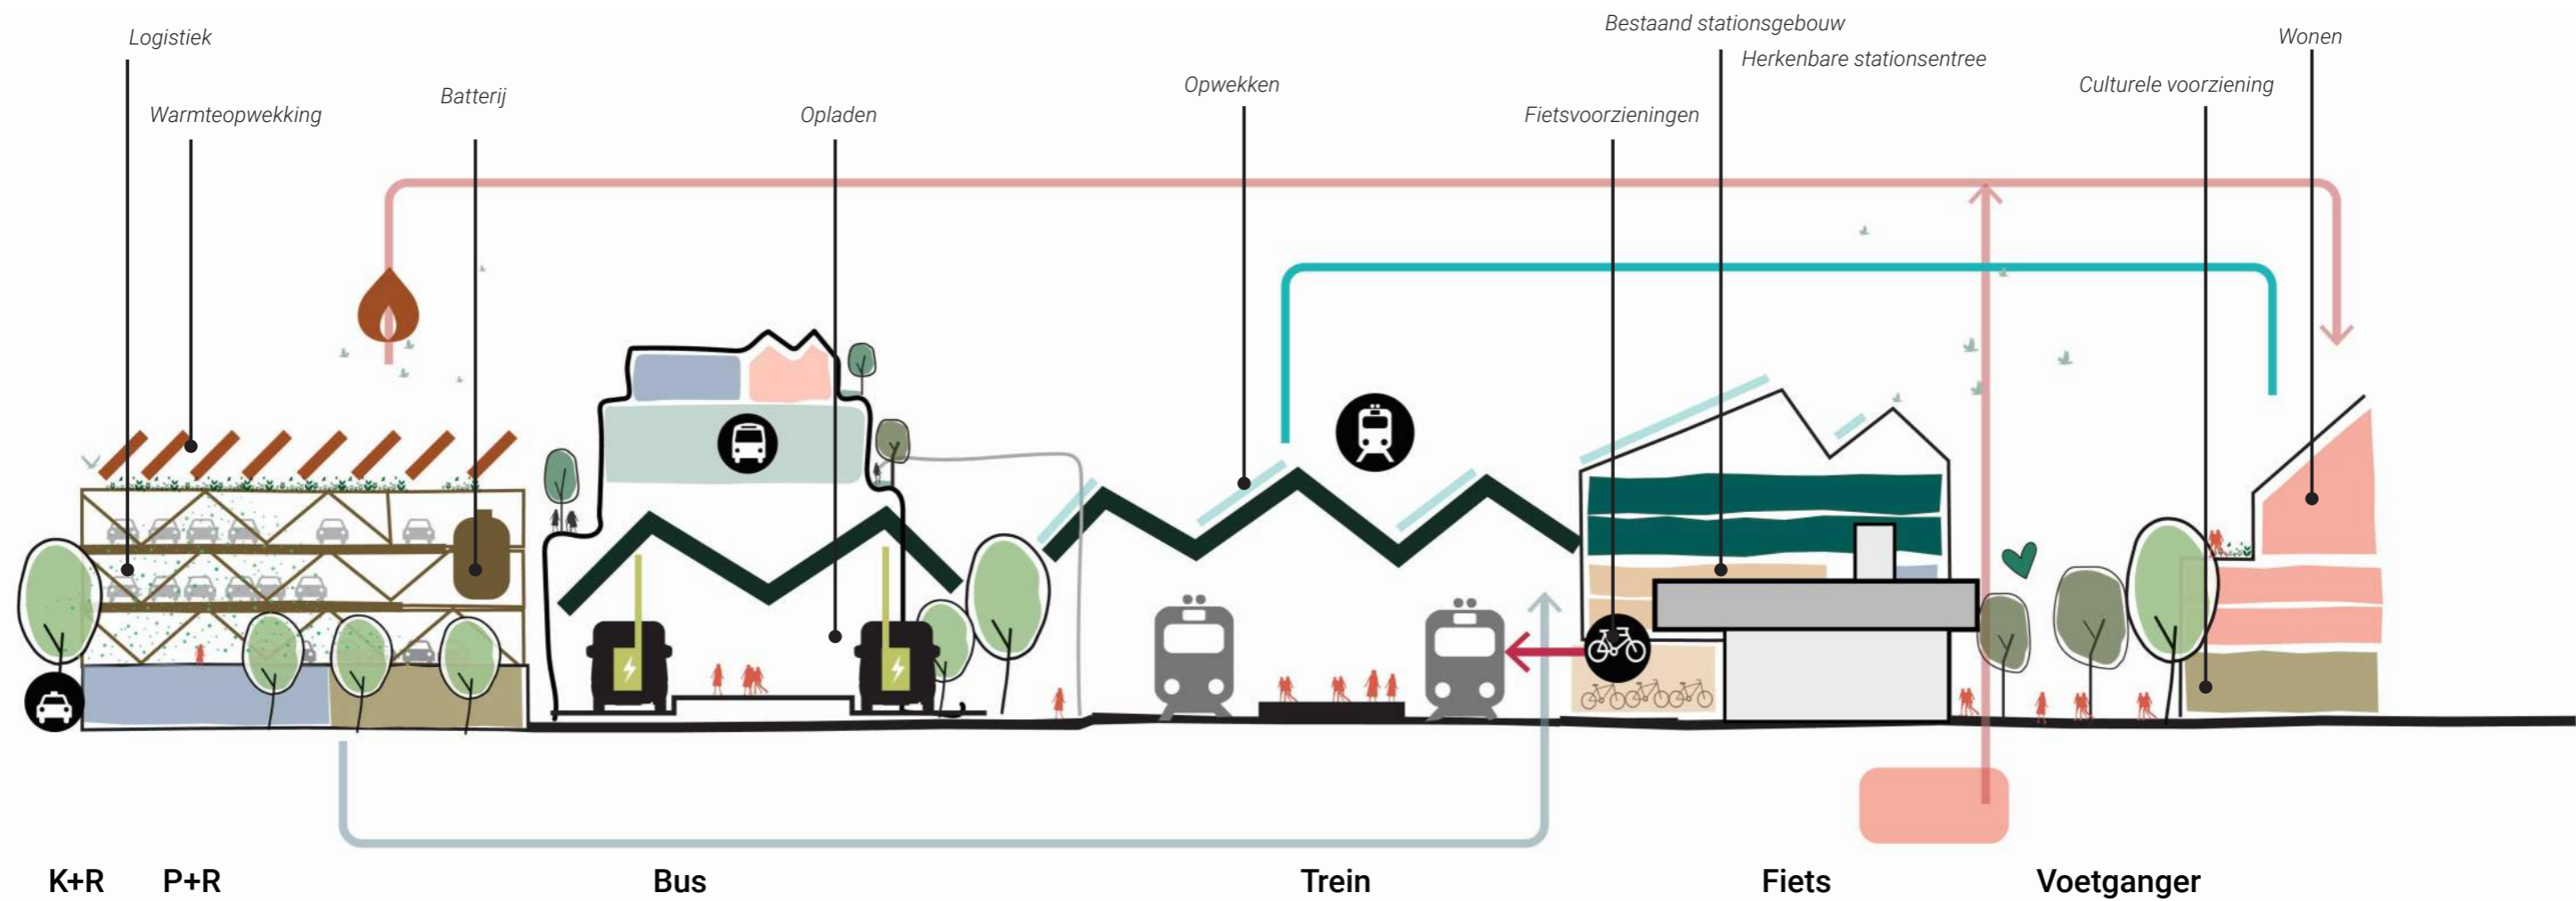 Logistiek
Warmteopwekking
Batterij
Opladen
Opwekken
Fietsvoorzieningen
Bestaand stationsgebouw
Herkenbare stationsentree
Culturele voorziening
Wonen
K+R
P+R
Bus
Trein
Fiets
Voetganger